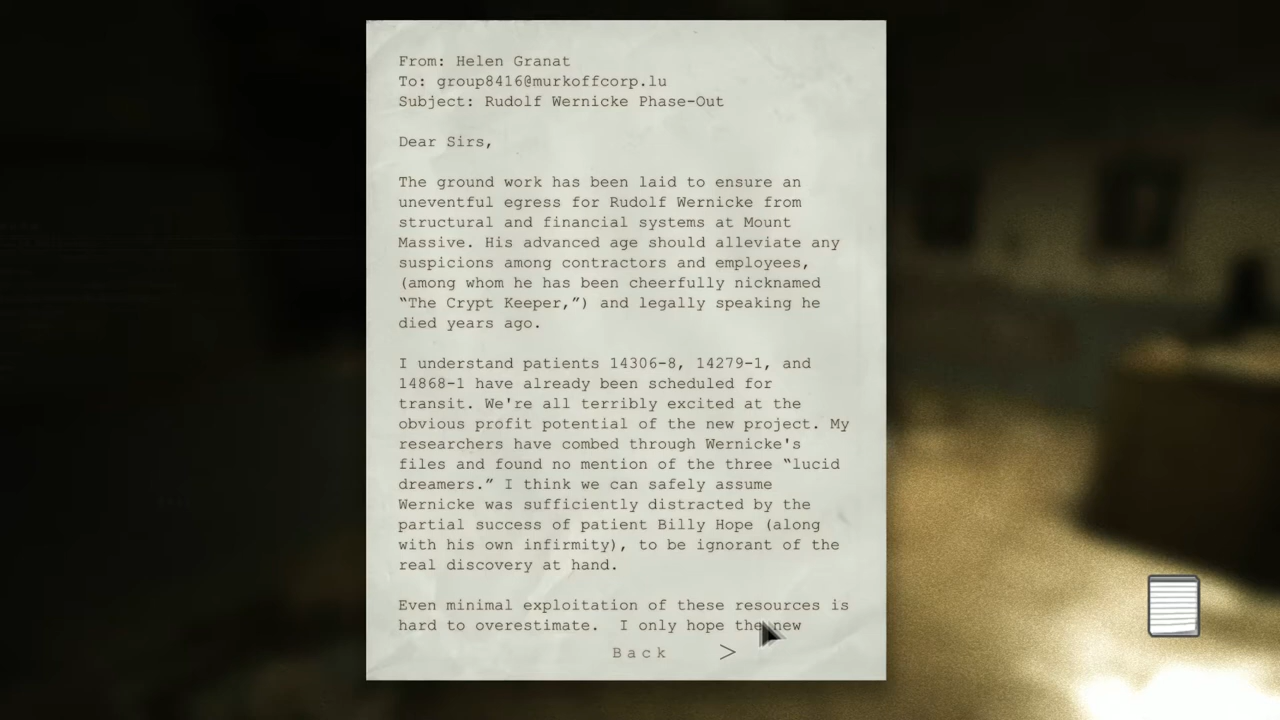 From: Helen Granat
To: group8416@murkoffcorp.lu
Subject: Rudolf Wernicke Phase-Out
Dear Sirs,
The ground work has been laid to ensure an
uneventful egress for Rudolf Wernicke from
structural and financial systems at Mount
Massive. His advanced age should alleviate any
suspicions among contractors and employees,
(among whom he has been cheerfully nicknamed
“The Crypt Keeper,”) and legally speaking he
died years ago.
I understand patients 14306-8, 14279-1, and
14868-1 have already been scheduled for
transit. We're all terribly excited at the
obvious profit potential of the new project. My
researchers have combed through Wernicke's
files and found no mention of the three “lucid
dreamers.” I think we can safely assume
Wernicke was sufficiently distracted by the
partial success of patient Billy Hope (along
with his own infirmity), to be ignorant of the
real discovery at hand.
Even minimal exploitation of these resources is
hard to overestimate.  I only hope the new
Back >